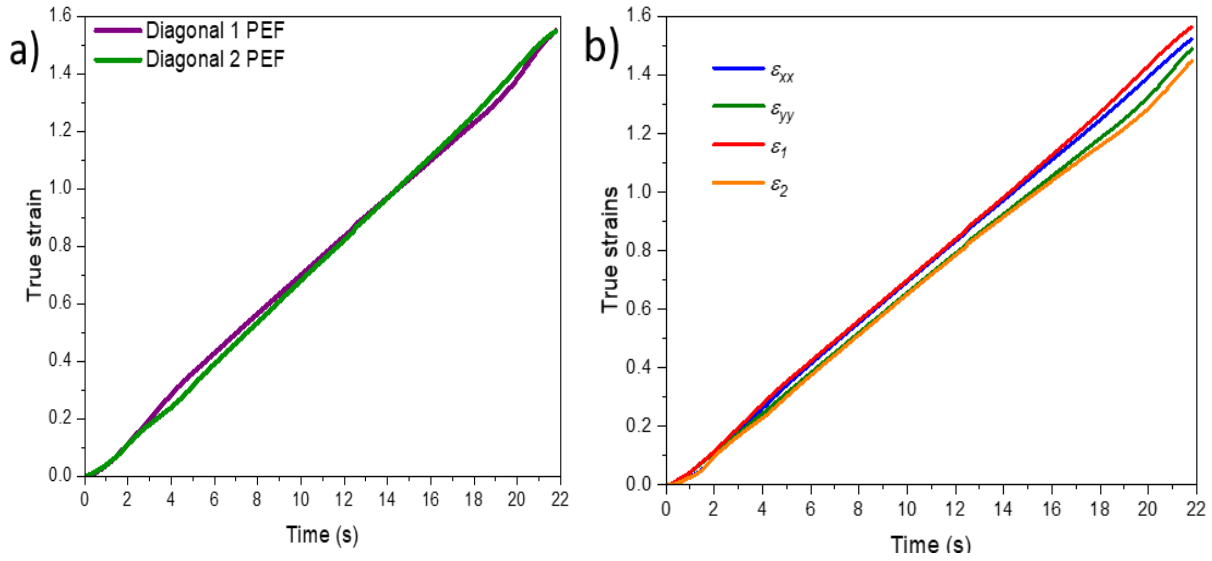 a)
Diagonal 1 PEF
Diagonal 2 PEF
True strain
1.6
1.4
1.2
1.0
0.8
0.6
0.4
0.2
0.0
0 2 4 6 8 10 12 14 16 18 20 22
Time (s)
b)
εxx
εyy
ε1
ε2
True strains
1.6
1.4
1.2
1.0
0.8
0.6
0.4
0.2
0.0
0 2 4 6 8 10 12 14 16 18 20 22
Time (s)